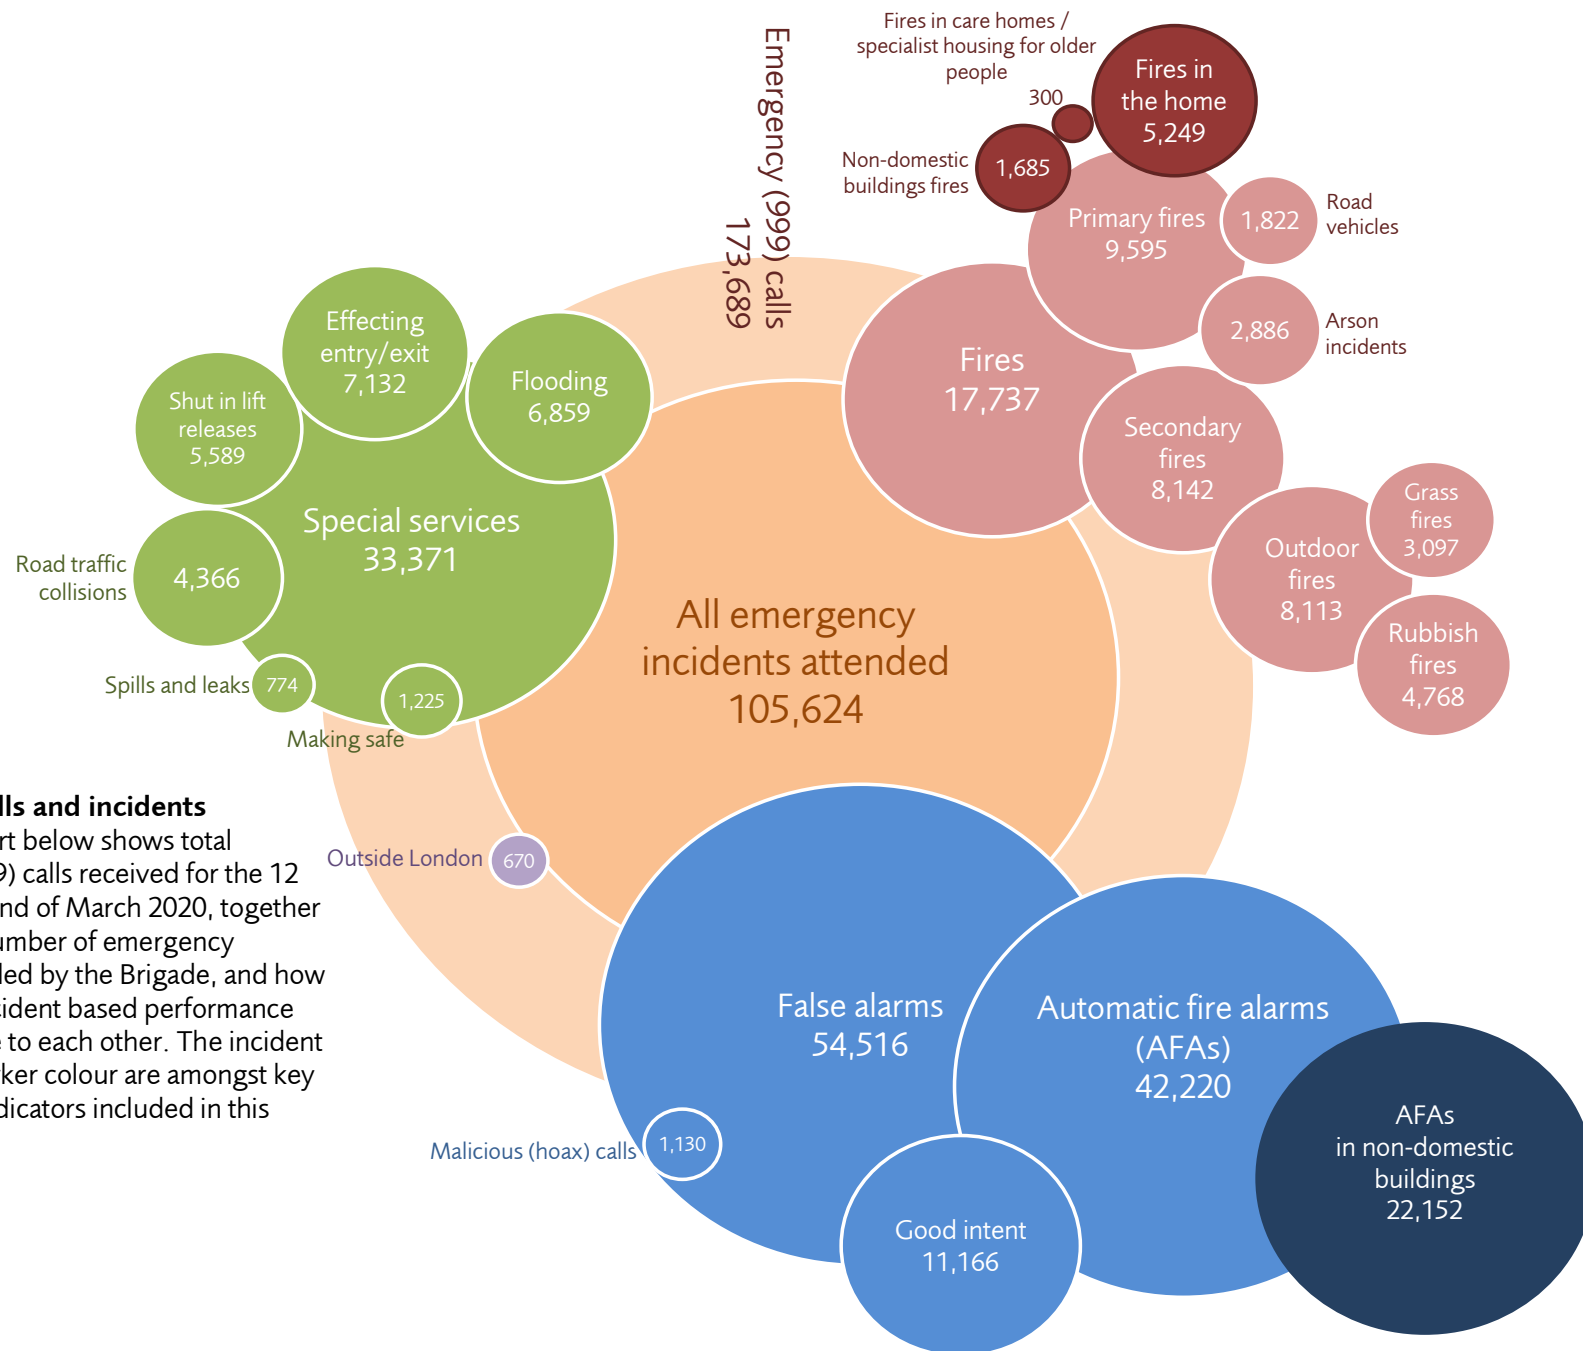 Fires in care homes /
specialist housing for older
people
300
Fires in
the home
5,249
Emergency (999) calls
173,689
Non-domestic
buildings fires
1,685
Primary fires
9,595
1,822
Road
vehicles
2,886
Arson
incidents
Effecting
entry/exit
7,132
Flooding
6,859
Fires
17,737
Shut in lift
releases
5,589
Secondary
fires
8,142
Special services
33,371
Grass
fires
3,097
Outdoor
fires
8,113
Road traffic
collisions
4,366
Rubbish
fires
4,768
All emergency
incidents attended
105,624
Spills and leaks
774
1,225
Making safe
lls and incidents
rt below shows total
9) calls received for the 12
nd of March 2020, together
umber of emergency
led by the Brigade, and how
cident based performance
e to each other. The incident
rker colour are amongst key
dicators included in this
Outside London
670
False alarms
54,516
Automatic fire alarms
(AFAs)
42,220
AFAs
in non-domestic
buildings
22,152
Malicious (hoax) calls
1,130
Good intent
11,166